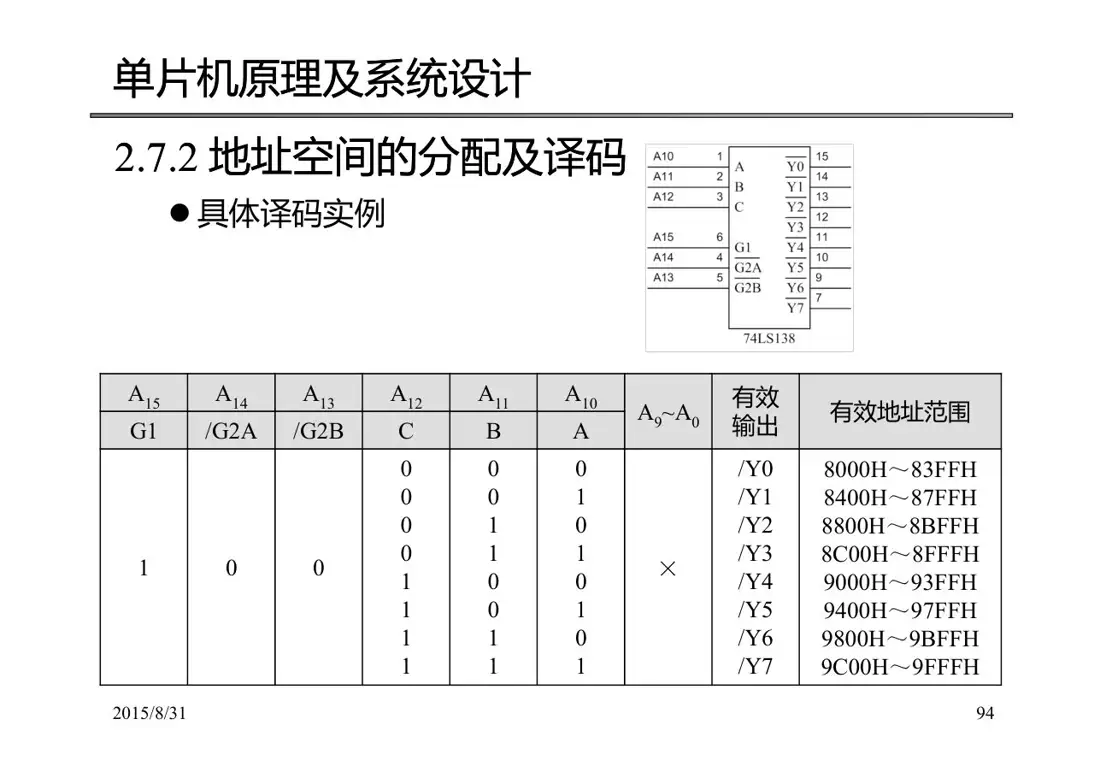 单片机原理及系统设计
2.7.2 地址空间的分配及译码
●具体译码实例
A10 1 A Y0 15
A11 2 B Y1 14
A12 3 C Y2 13
Y3 12
A15 6 G1 Y4 11
A14 4 G2A Y5 10
A13 5 G2B Y6 9
Y7 7
74LS138
A15 A14 A13 A12 A11 A10 A9~A0 有效输出 有效地址范围
G1 /G2A /G2B C B A
0 0 0 /Y0 8000H～83FFH
0 0 1 /Y1 8400H～87FFH
0 1 0 /Y2 8800H～8BFFH
0 1 1 /Y3 8C00H～8FFFH
1 0 0 ×
1 0 0 /Y4 9000H～93FFH
1 0 1 /Y5 9400H～97FFH
1 1 0 /Y6 9800H～9BFFH
1 1 1 /Y7 9C00H～9FFFH
2015/8/31 94